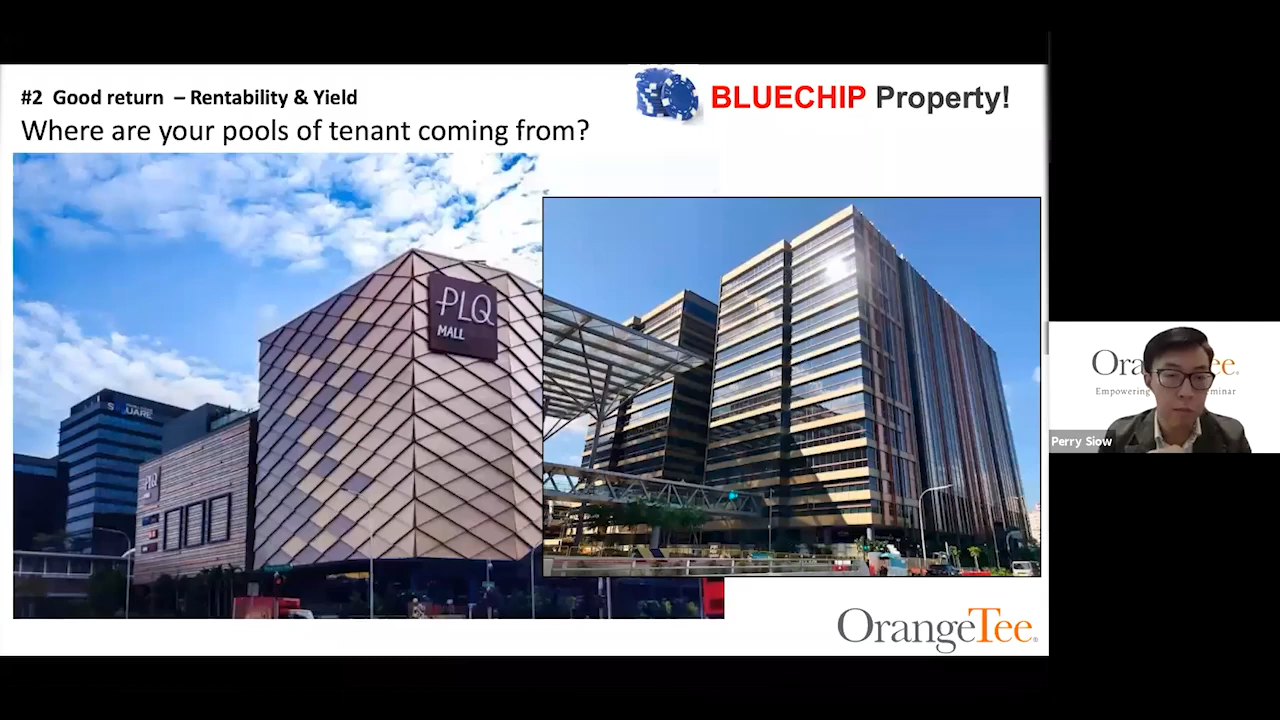 #2 Good return – Rentability & Yield
Where are your pools of tenant coming from?
BLUECHIP Property!
PLQ
MALL
SQUARE
PLQ
OrangeTee
Empowering
Perry Siow
OrangeTee